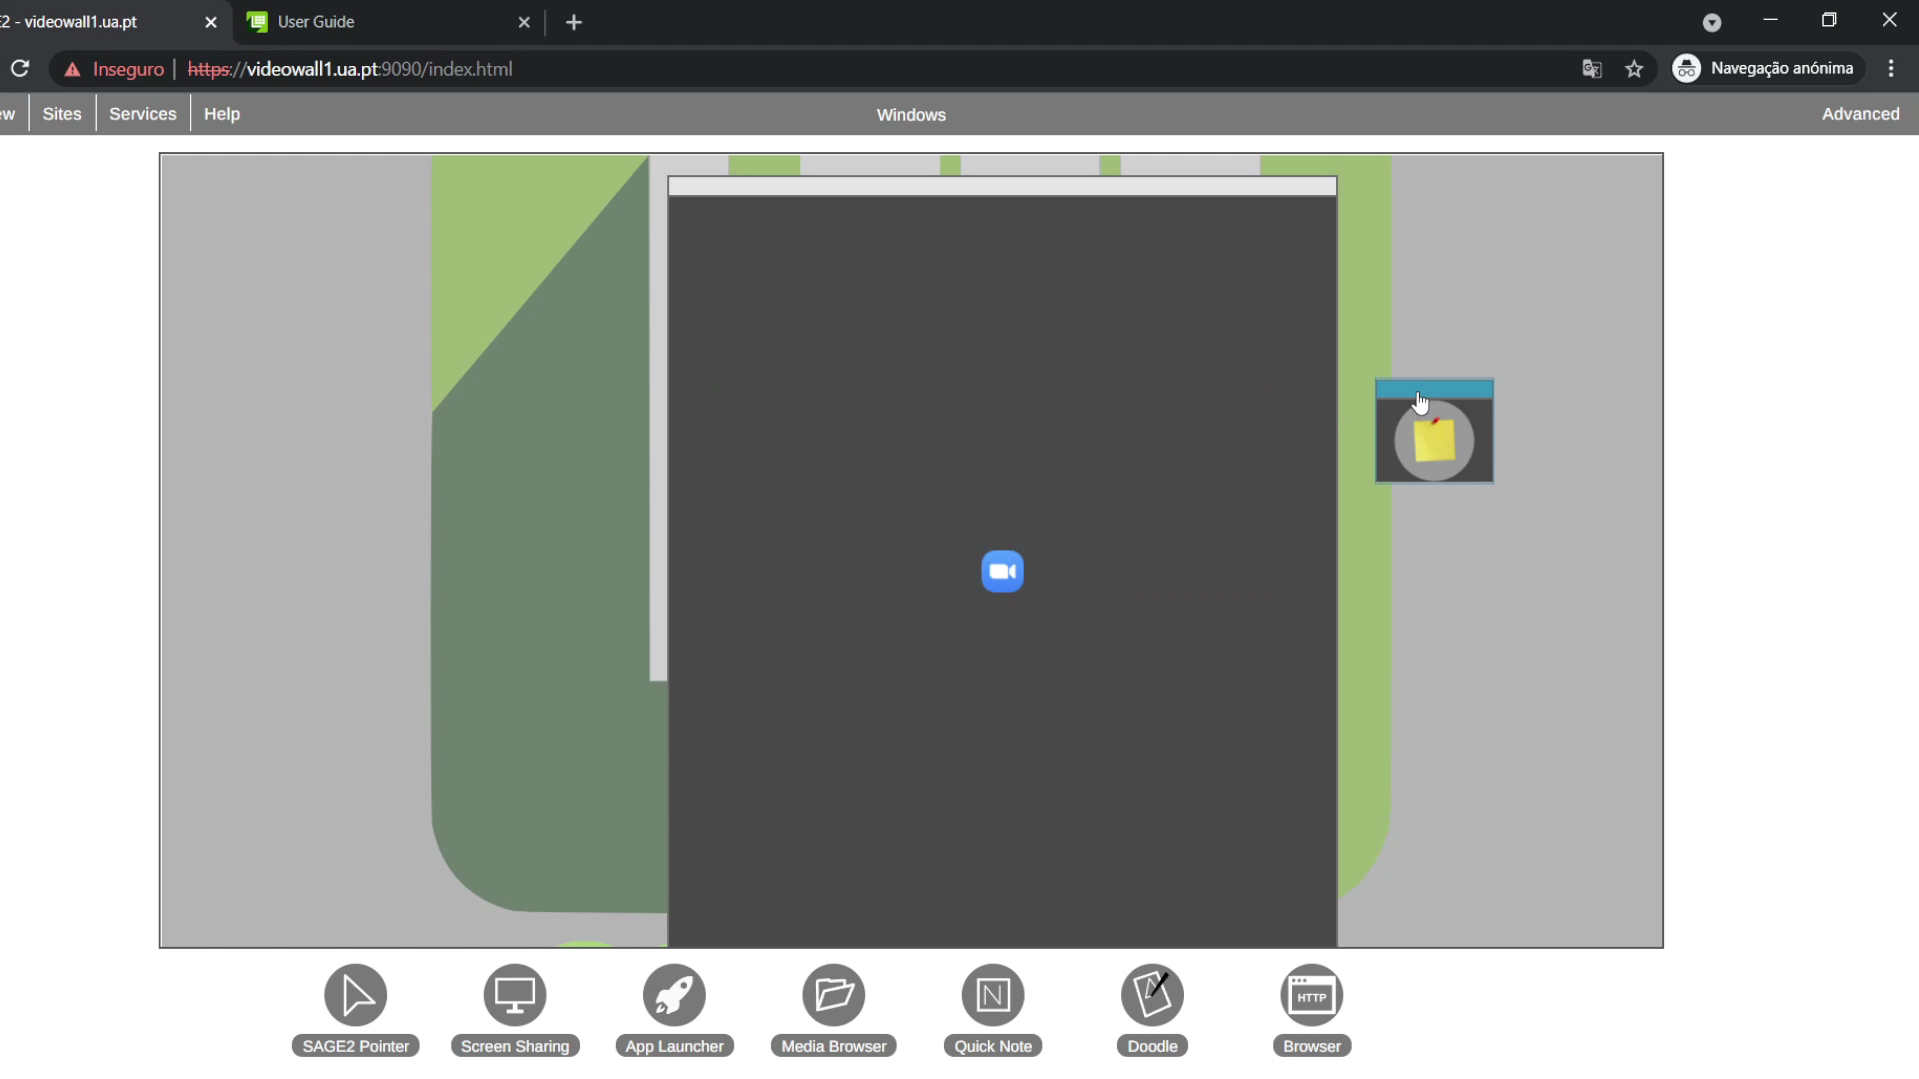 E2 - videowall1.ua.pt
User Guide
Inseguro
https://videowall1.ua.pt:9090/index.html
Navegação anónima
ew
Sites
Services
Help
Windows
Advanced
N
HTTP
SAGE2 Pointer
Screen Sharing
App Launcher
Media Browser
Quick Note
Doodle
Browser